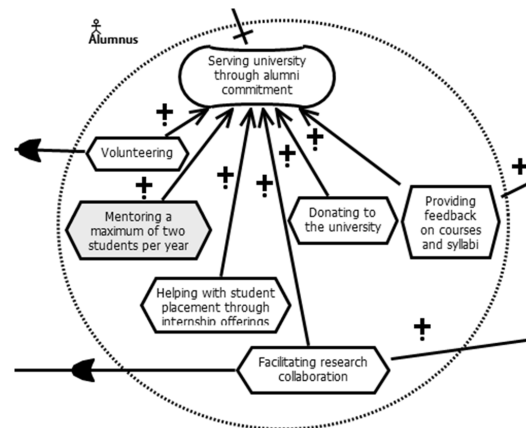 Alumnus
Serving university
through alumni
commitment
Volunteering
Mentoring a
maximum of two
students per year
Donating to
the university
Providing
feedback
on courses
and syllabi
Helping with student
placement through
internship offerings
Facilitating research
collaboration